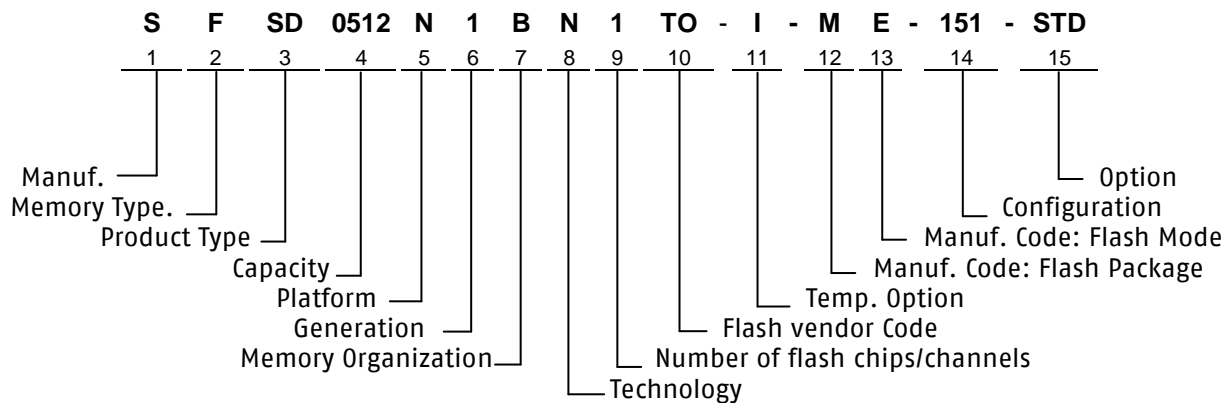 S F SD 0512 N 1 B N 1 TO - I - M E - 151 - STD
1 2 3 4 5 6 7 8 9 10 11 12 13 14 15
Manuf. Option
Memory Type. Configuration
Product Type Manuf. Code: Flash Mode
Capacity Manuf. Code: Flash Package
Platform Temp. Option
Generation Flash vendor Code
Memory Organization Number of flash chips/channels
Technology